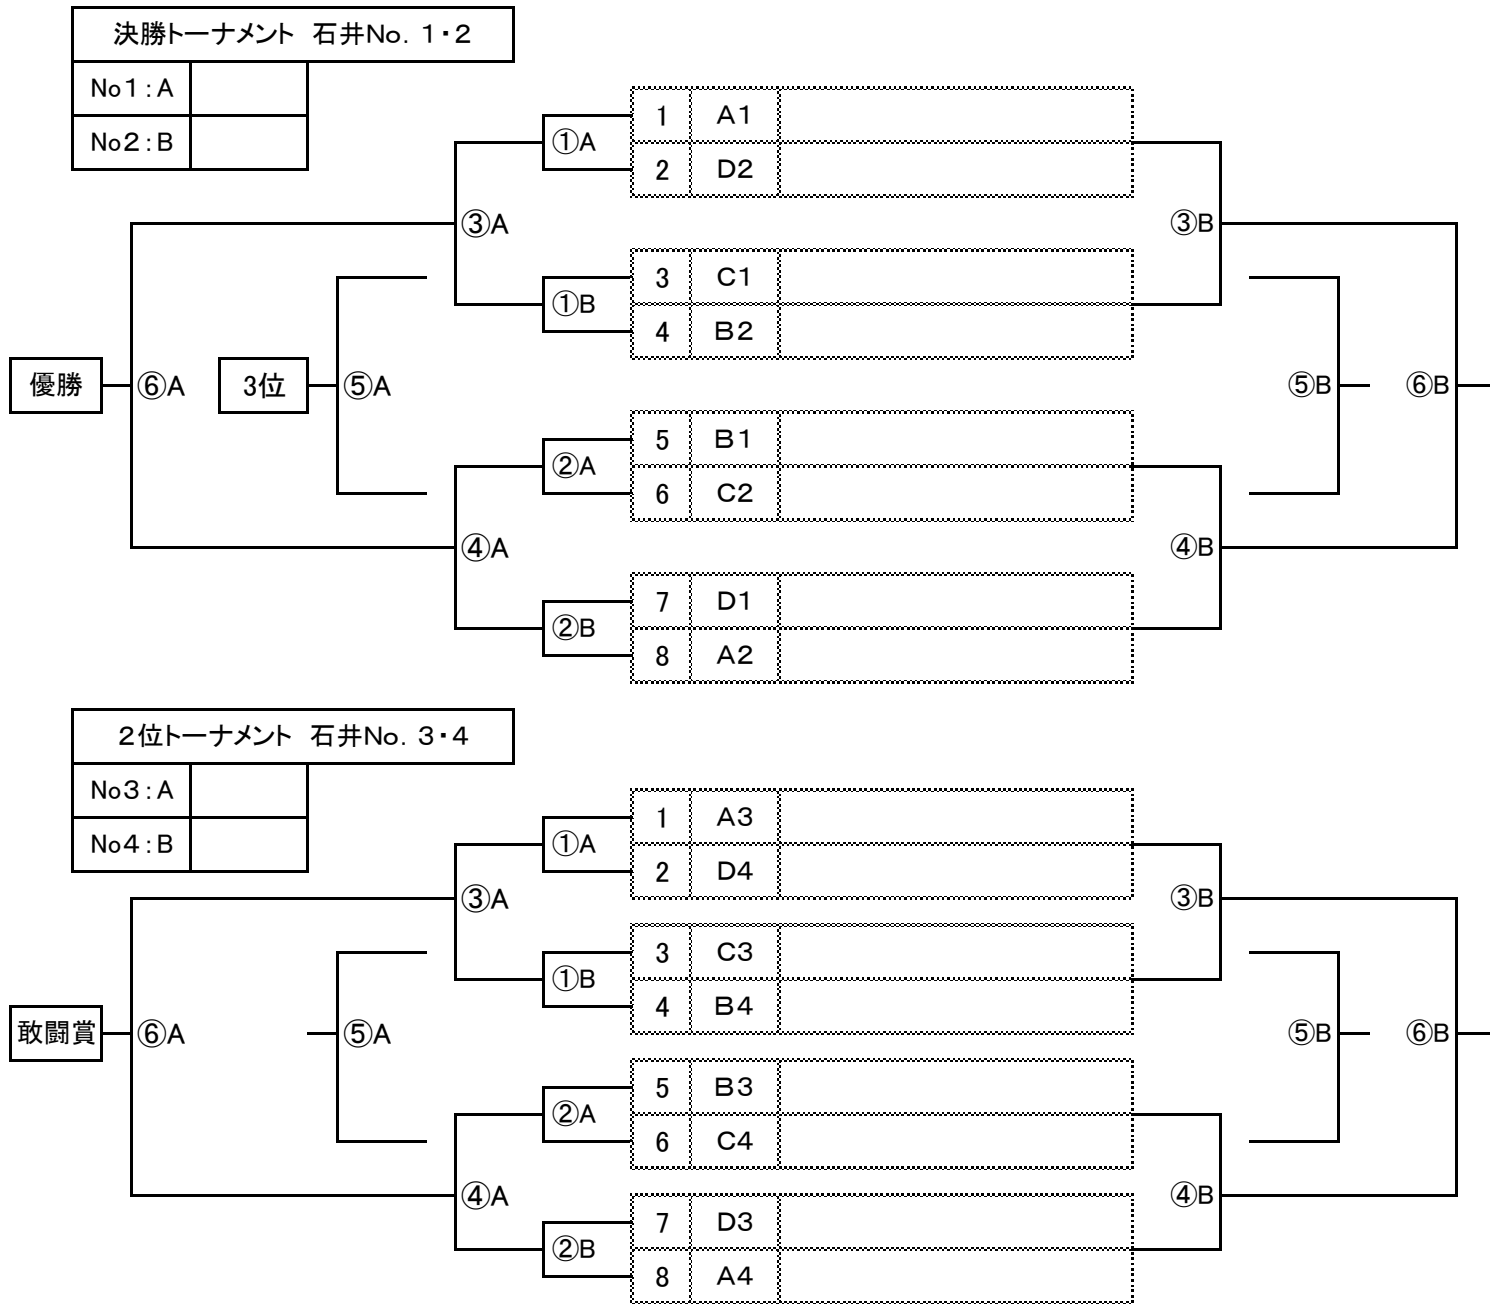 決勝トーナメント 石井No. 1・2
No1:A
No2:B
1 A1
①A
2 D2
③A ③B
3 C1
①B
4 B2
優勝 ⑥A 3位 ⑤A ⑤B ⑥B
5 B1
②A
6 C2
④A ④B
7 D1
②B
8 A2
2位トーナメント 石井No. 3・4
No3:A
No4:B
1 A3
①A
2 D4
③A ③B
3 C3
①B
4 B4
敢闘賞 ⑥A ⑤A ⑤B ⑥B
5 B3
②A
6 C4
④A ④B
7 D3
②B
8 A4